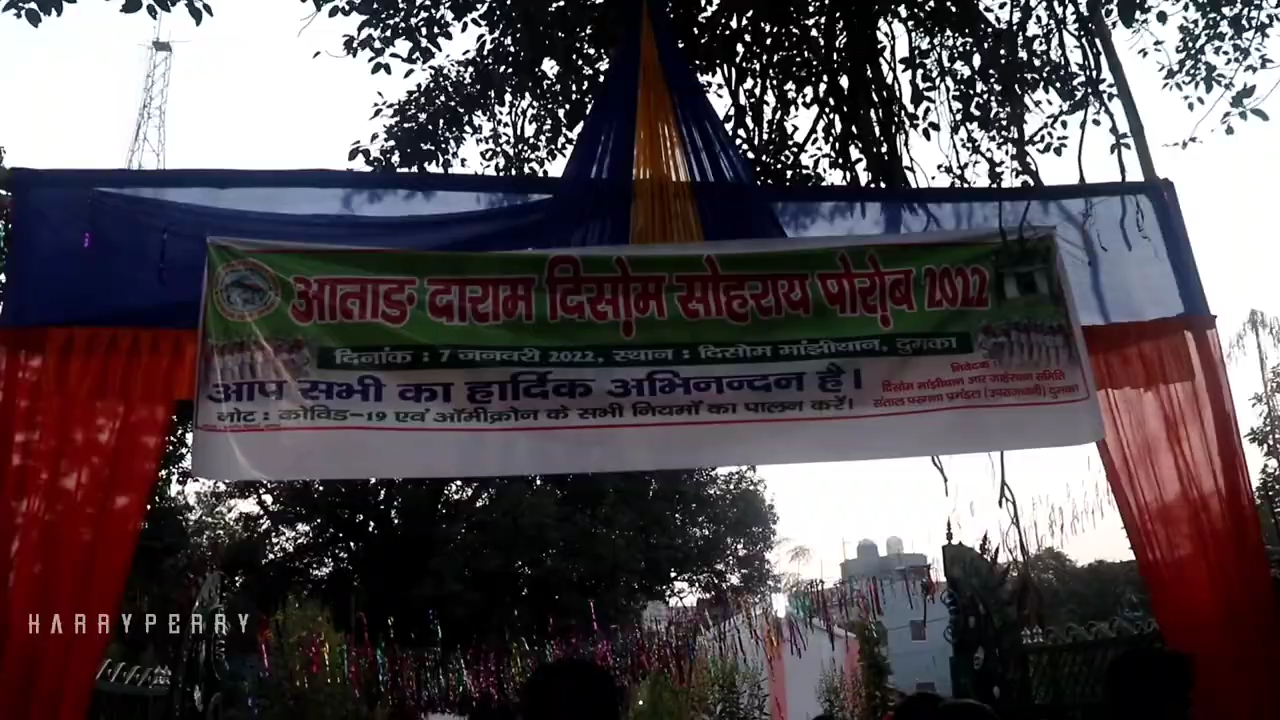 आताङ दाराम दिसोम़ सोहराय पोरोब़ 2022
दिनांक : 7 जनवरी 2022, स्थान : दिसोम मांझीथान, दुमका
आप सभी का हार्दिक अभिनन्दन है।
नोट : कोविड-19 एवं ऑमीक्रोन के सभी नियमों का पालन करें।
निवेदक :
दिसोम मांझीथान आर जाहेरथान समिति
संताल परगना प्रमंडल (उपराजधानी) दुमका
HARRYPERRY